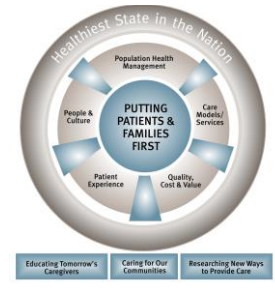 Healthiest State in the Nation
Population Health
Management
People &
Culture
PUTTING
PATIENTS &
FAMILIES
FIRST
Care
Models/
Services
Patient
Experience
Quality,
Cost & Value
Educating Tomorrow's
Caregivers
Caring for Our
Communities
Researching New Ways
to Provide Care